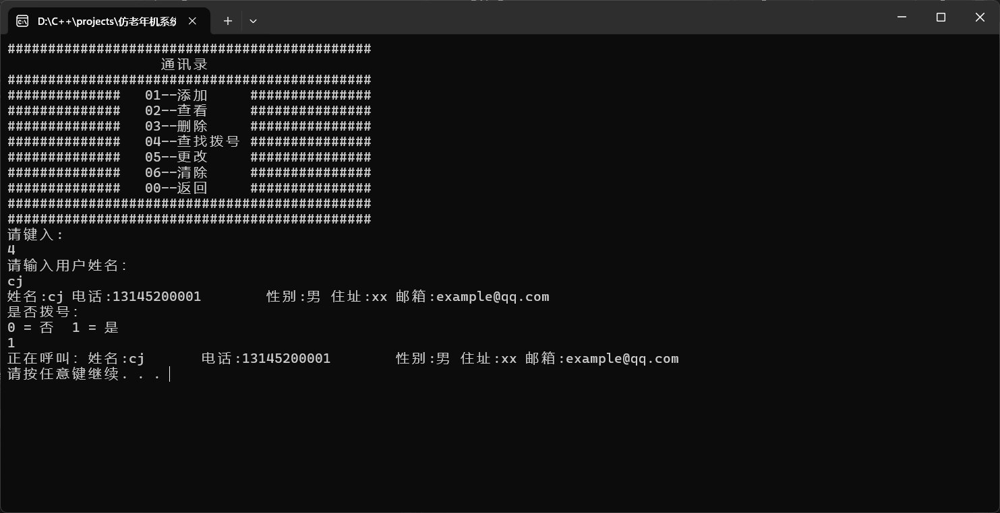 D:\C++\projects\仿老年机系统
#############################################
通讯录
#############################################
############## 01--添加 ###############
############## 02--查看 ###############
############## 03--删除 ###############
############## 04--查找拨号 ###############
############## 05--更改 ###############
############## 06--清除 ###############
############## 00--返回 ###############
#############################################
#############################################
请键入:
4
请输入用户姓名:
cj
姓名:cj 电话:13145200001 性别:男 住址:xx 邮箱:example@qq.com
是否拨号:
0 = 否 1 = 是
1
正在呼叫: 姓名:cj 电话:13145200001 性别:男 住址:xx 邮箱:example@qq.com
请按任意键继续. . .